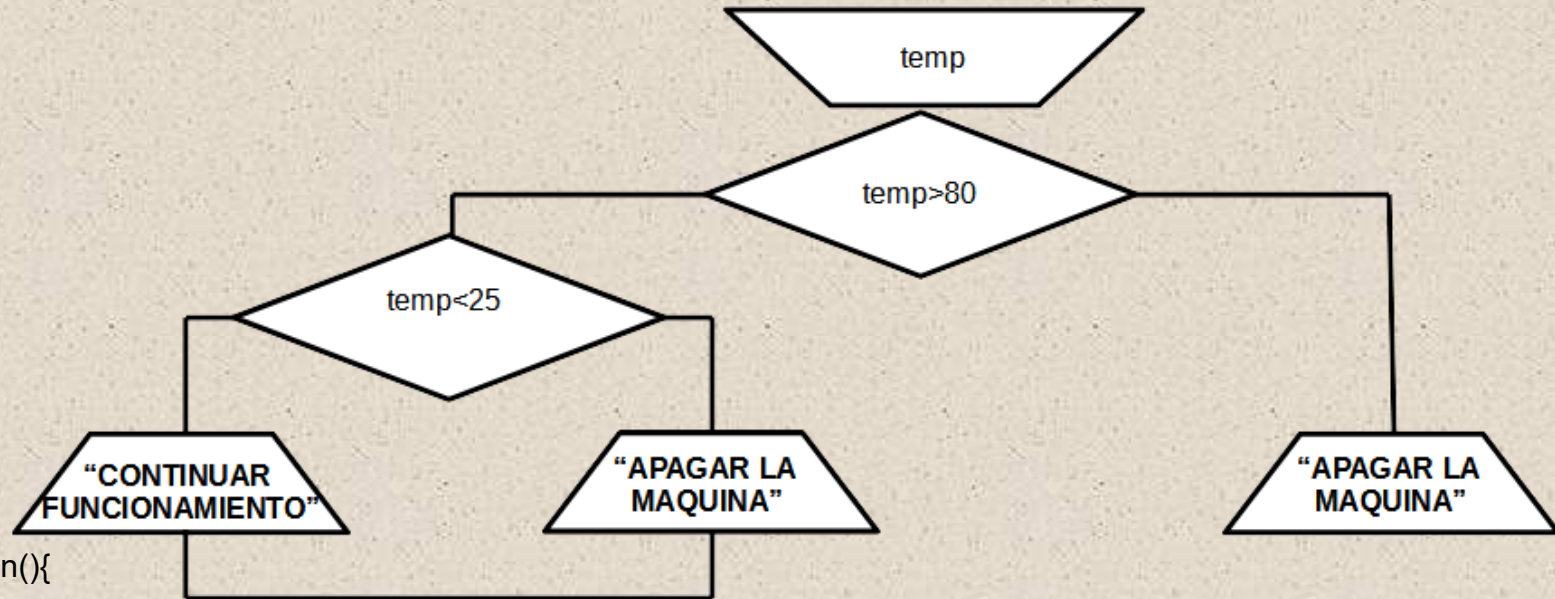 temp
temp>80
temp<25
“CONTINUAR
FUNCIONAMIENTO”
“APAGAR LA
MAQUINA”
“APAGAR LA
MAQUINA”
n(){